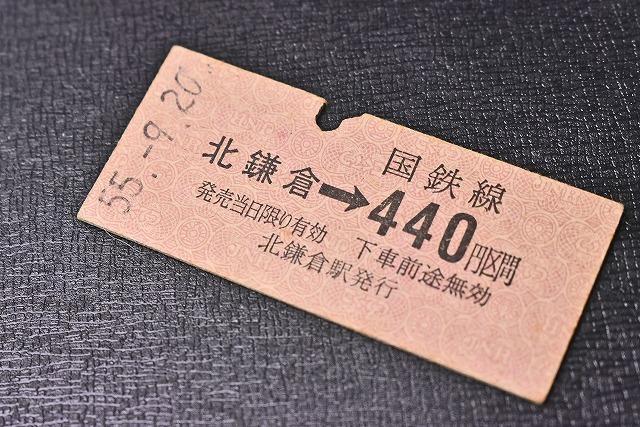 55.-9.20
国鉄線
北鎌倉→440円区間
発売当日限り有効 下車前途無効
北鎌倉駅発行